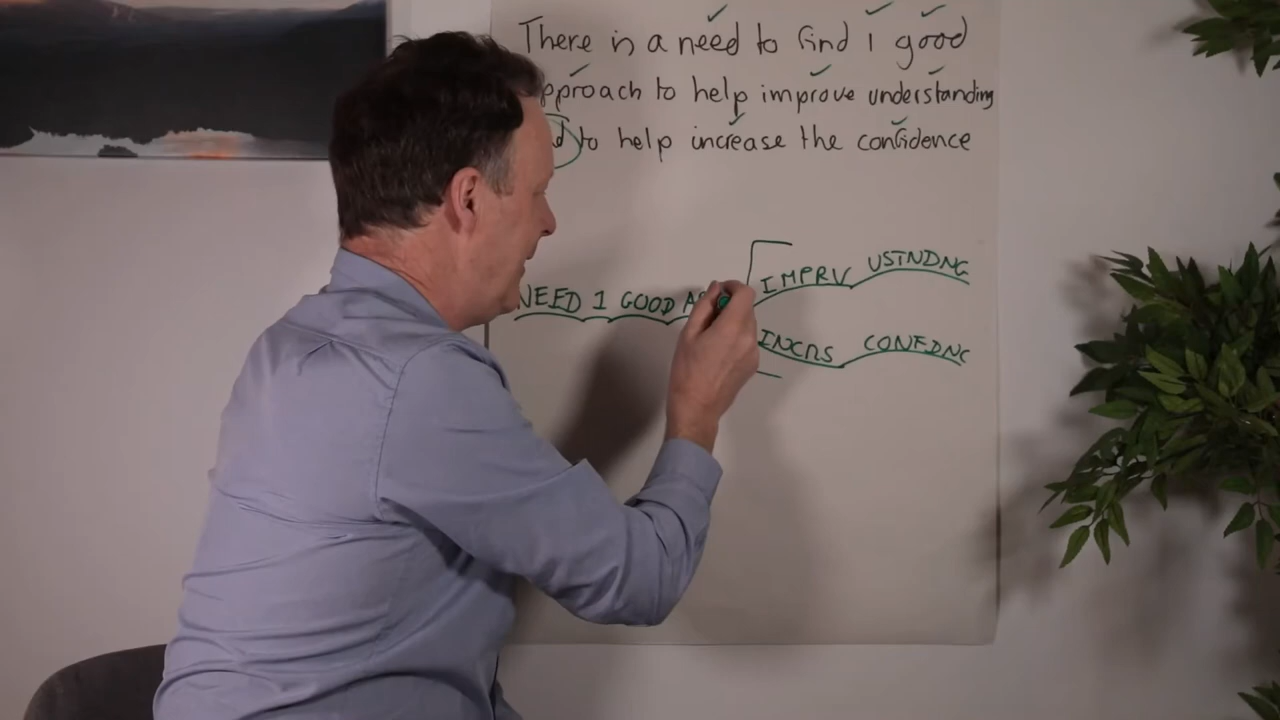 There is a need to find 1 good
approach to help improve understanding
to help increase the confidence
IMPRV USTNDNG
NEED 1 GOOD
INCRS CONFDNC